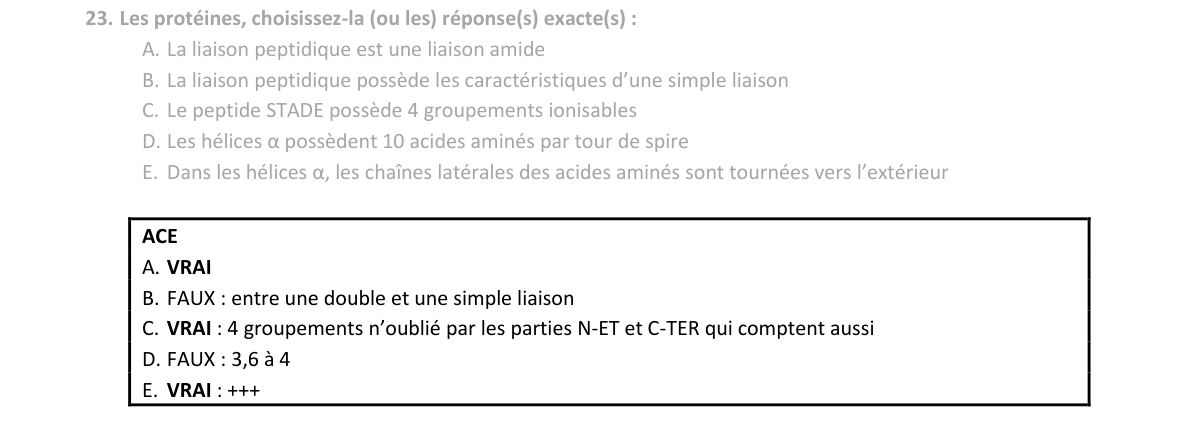 23. Les protéines, choisissez-la (ou les) réponse(s) exacte(s) :
A. La liaison peptidique est une liaison amide
B. La liaison peptidique possède les caractéristiques d’une simple liaison
C. Le peptide STADE possède 4 groupements ionisables
D. Les hélices α possèdent 10 acides aminés par tour de spire
E. Dans les hélices α, les chaînes latérales des acides aminés sont tournées vers l’extérieur
ACE
A. VRAI
B. FAUX : entre une double et une simple liaison
C. VRAI : 4 groupements n’oublié par les parties N-ET et C-TER qui comptent aussi
D. FAUX : 3,6 à 4
E. VRAI : +++